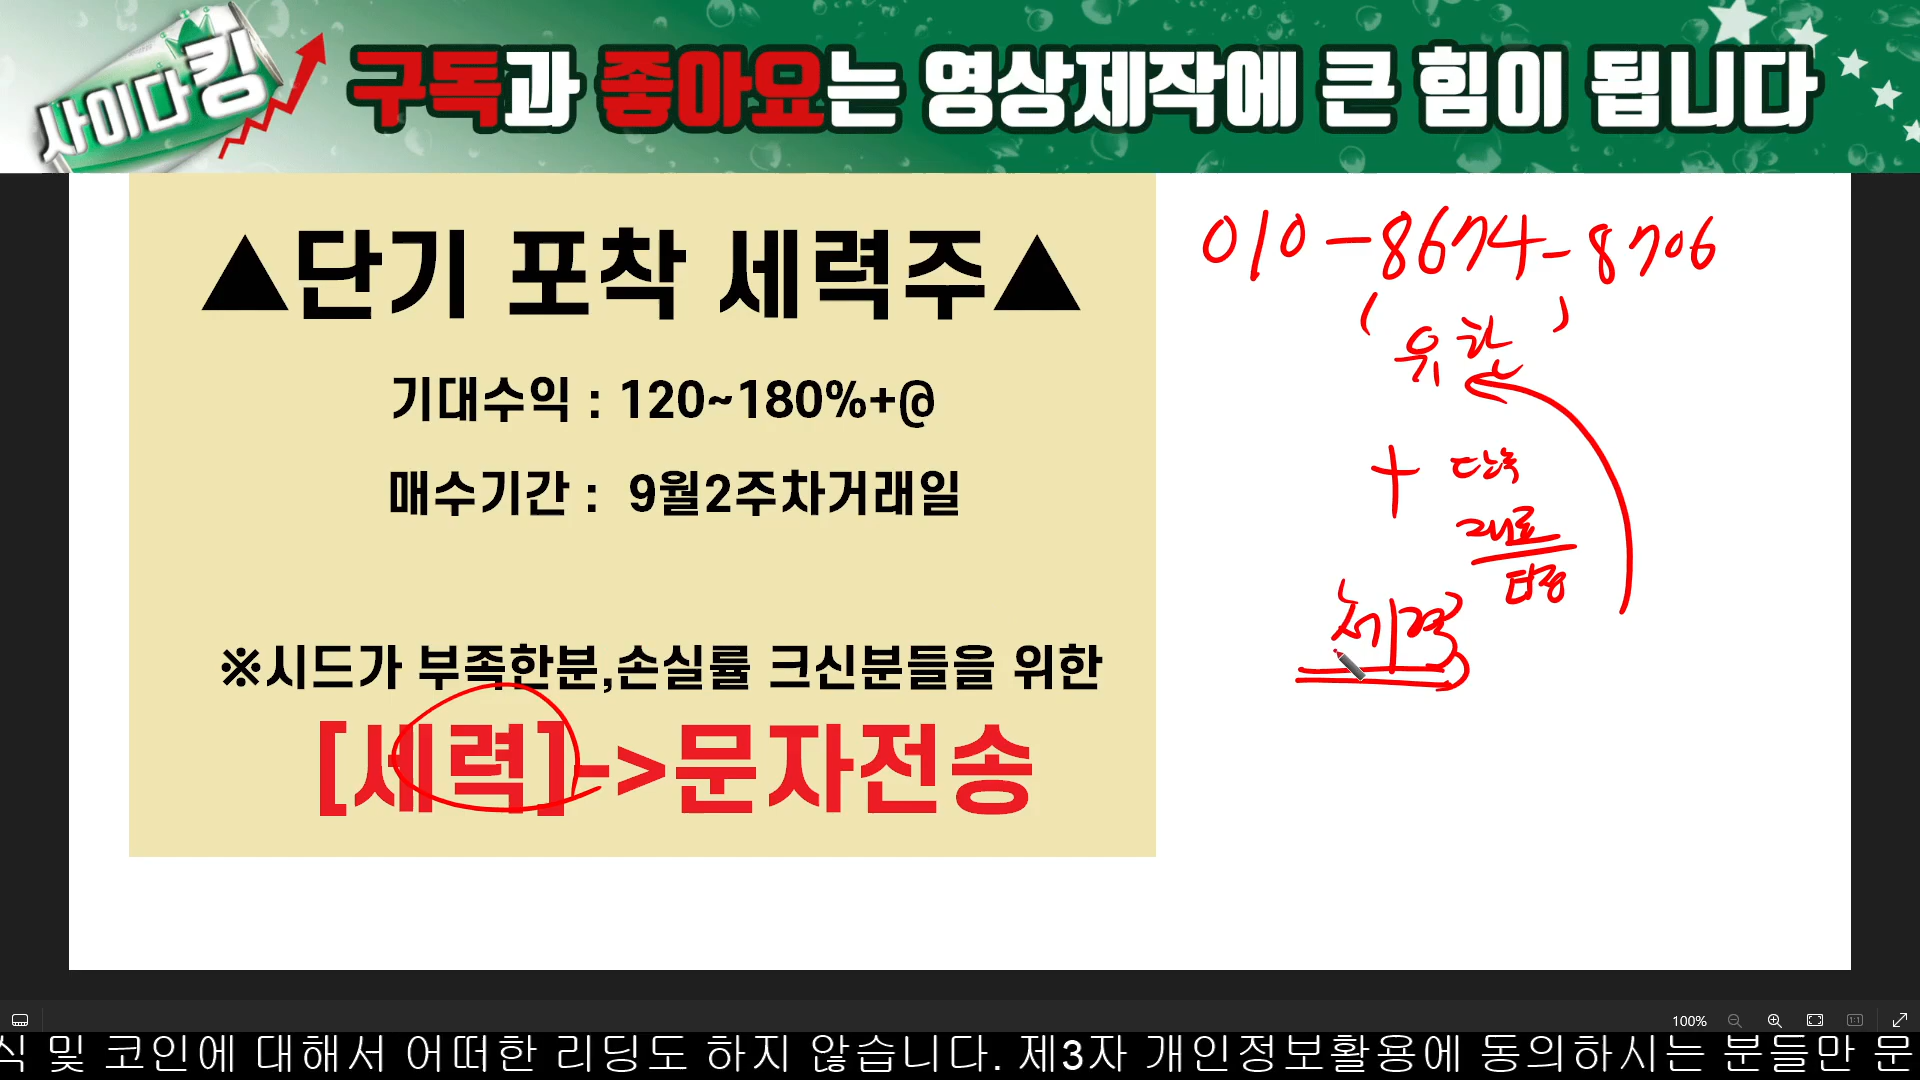 사이다킹
구독과 좋아요는 영상제작에 큰 힘이 됩니다
▲단기 포착 세력주▲
기대수익 : 120~180%+@
매수기간 : 9월2주차거래일
※시드가 부족한분,손실률 크신분들을 위한
[세력]->문자전송
010-8674-8706
+
재료
세력
100%
식 및 코인에 대해서 어떠한 리딩도 하지 않습니다. 제3자 개인정보활용에 동의하시는 분들만 문